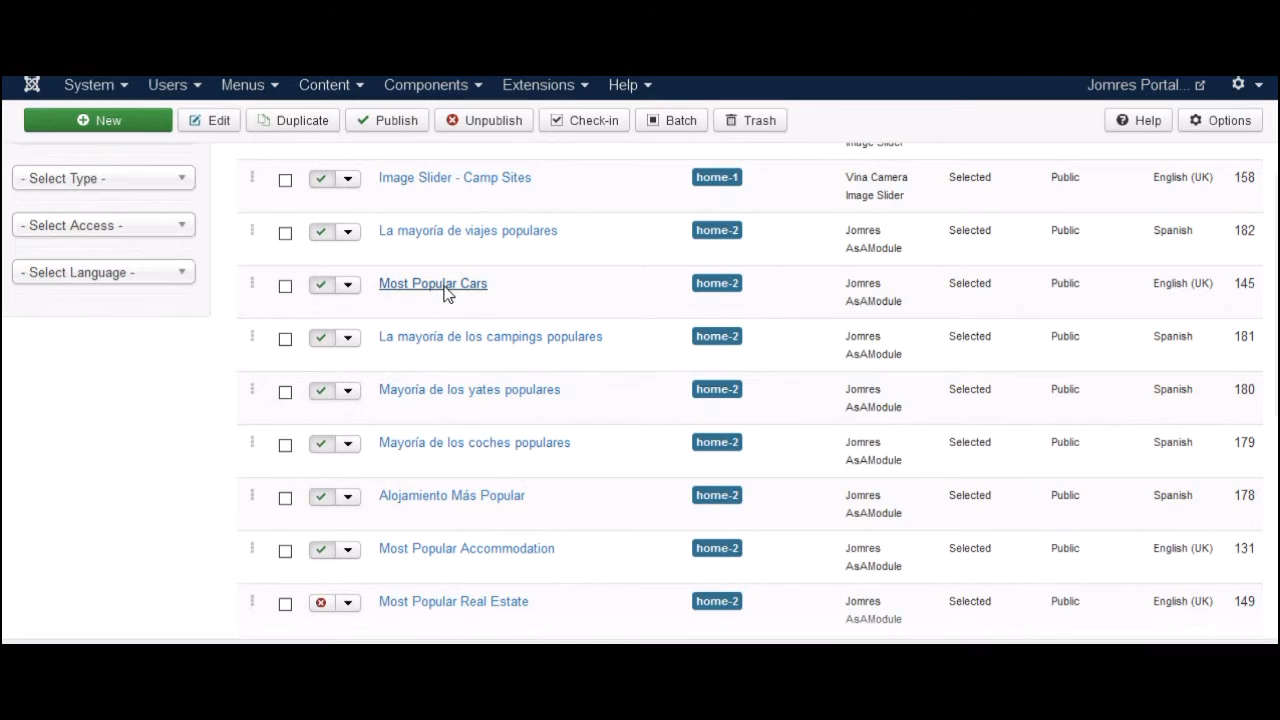 System Users Menus Content Components Extensions Help Jomres Portal...
New Edit Duplicate Publish Unpublish Check-in Batch Trash Help Options
Image Slider
- Select Type -
- Select Access -
- Select Language -
Image Slider - Camp Sites home-1 Vina Camera Selected Public English (UK) 158
Image Slider
La mayoría de viajes populares home-2 Jomres Selected Public Spanish 182
AsAModule
Most Popular Cars home-2 Jomres Selected Public English (UK) 145
AsAModule
La mayoría de los campings populares home-2 Jomres Selected Public Spanish 181
AsAModule
Mayoría de los yates populares home-2 Jomres Selected Public Spanish 180
AsAModule
Mayoría de los coches populares home-2 Jomres Selected Public Spanish 179
AsAModule
Alojamiento Más Popular home-2 Jomres Selected Public Spanish 178
AsAModule
Most Popular Accommodation home-2 Jomres Selected Public English (UK) 131
AsAModule
Most Popular Real Estate home-2 Jomres Selected Public English (UK) 149
AsAModule